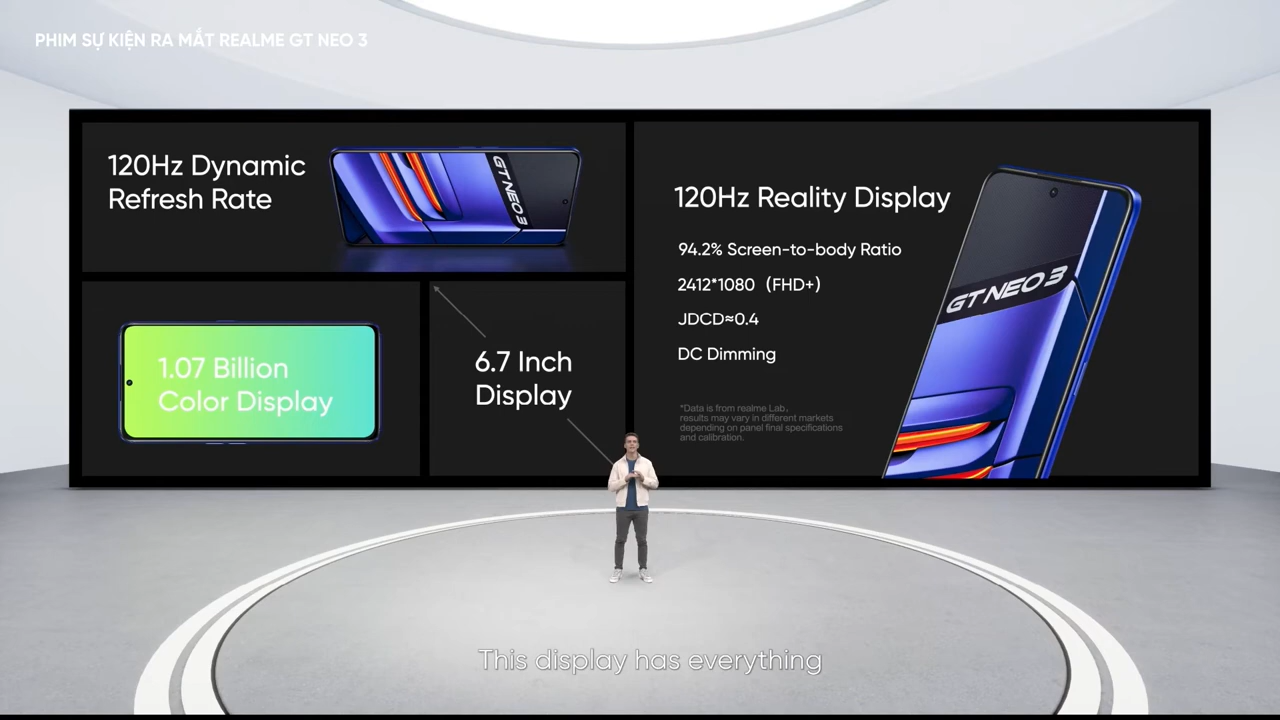 PHIM SỰ KIỆN RA MẮT REALME GT NEO 3
120Hz Dynamic
Refresh Rate
GT NEO 3
1.07 Billion
Color Display
6.7 Inch
Display
120Hz Reality Display
94.2% Screen-to-body Ratio
2412*1080（FHD+）
JDCD≈0.4
DC Dimming
*Data is from realme Lab，
results may vary in different markets
depending on panel final specifications
and calibration.
GT NEO 3
This display has everything